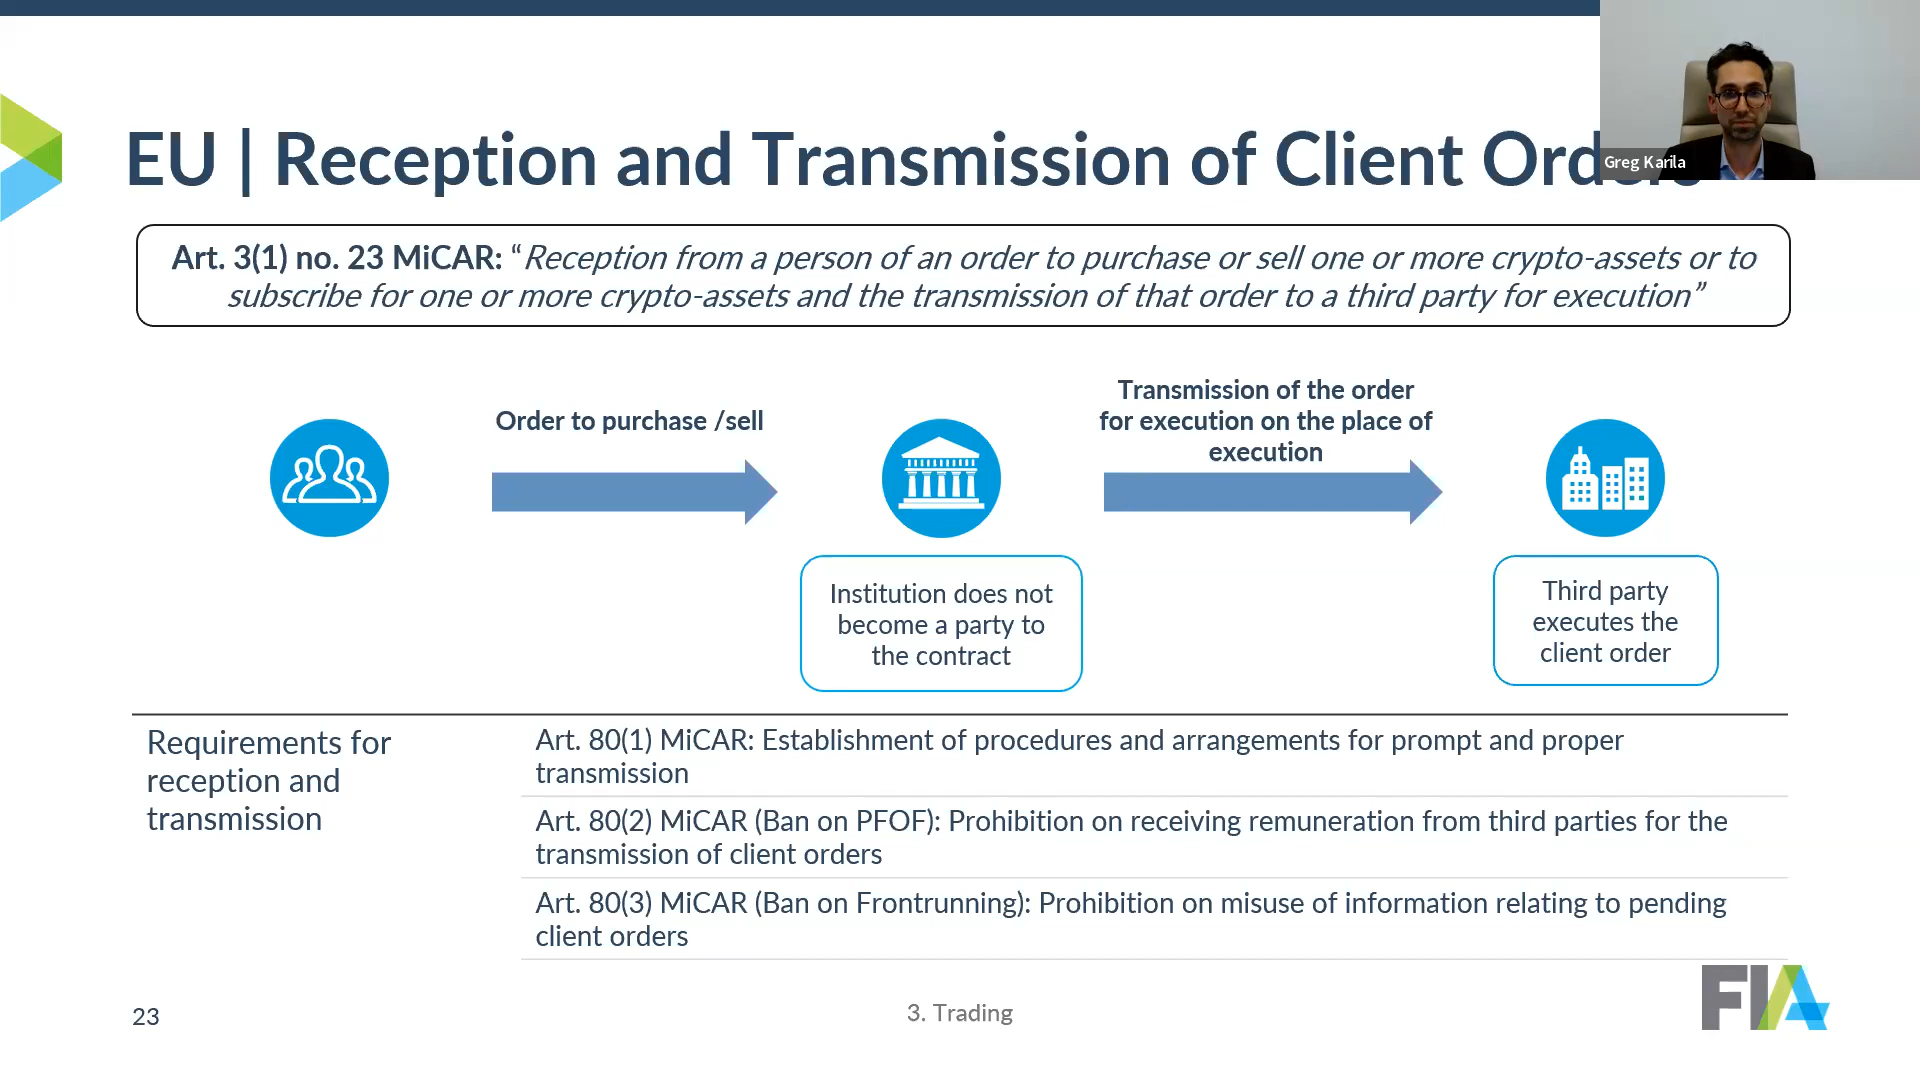 EU | Reception and Transmission of Client Orders
Greg Karila
Art. 3(1) no. 23 MiCAR: “Reception from a person of an order to purchase or sell one or more crypto-assets or to
subscribe for one or more crypto-assets and the transmission of that order to a third party for execution”
Order to purchase /sell
Transmission of the order
for execution on the place of
execution
Institution does not
become a party to
the contract
Third party
executes the
client order
Requirements for
reception and
transmission
Art. 80(1) MiCAR: Establishment of procedures and arrangements for prompt and proper
transmission
Art. 80(2) MiCAR (Ban on PFOF): Prohibition on receiving remuneration from third parties for the
transmission of client orders
Art. 80(3) MiCAR (Ban on Frontrunning): Prohibition on misuse of information relating to pending
client orders
23
3. Trading
FIA